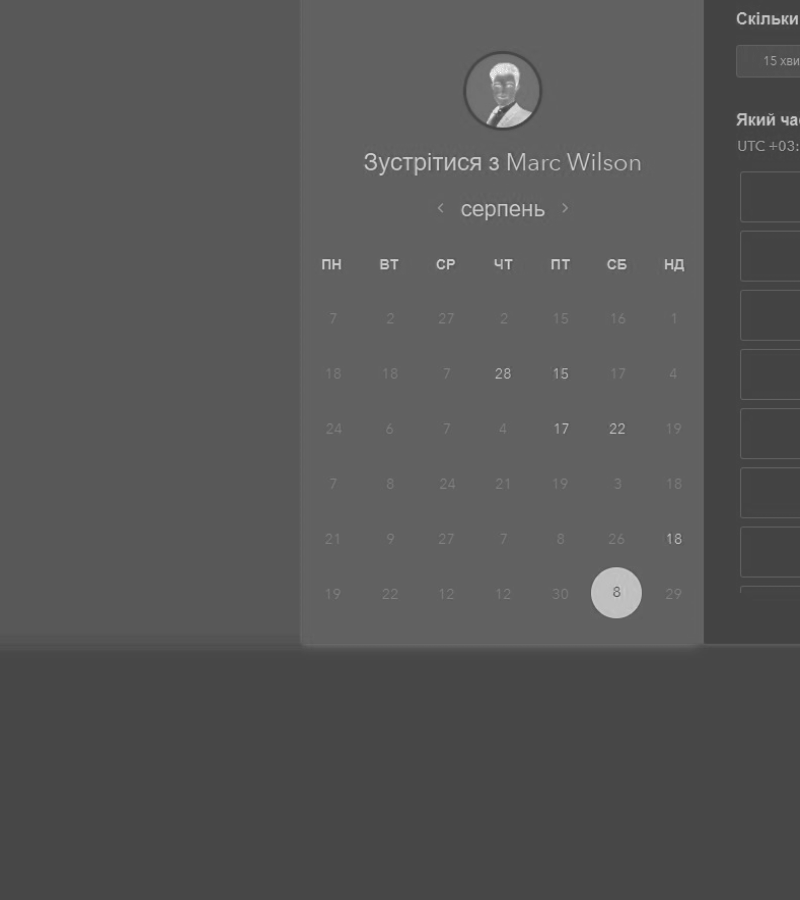 Зустрітися з Marc Wilson
серпень
ПН ВТ СР ЧТ ПТ СБ НД
7 2 27 2 15 16 1
18 18 7 28 15 17 4
24 6 7 4 17 22 19
7 8 24 21 19 3 18
21 9 27 7 8 26 18
19 22 12 12 30 8 29
Скільки
15 хви
Який ча
UTC +03: